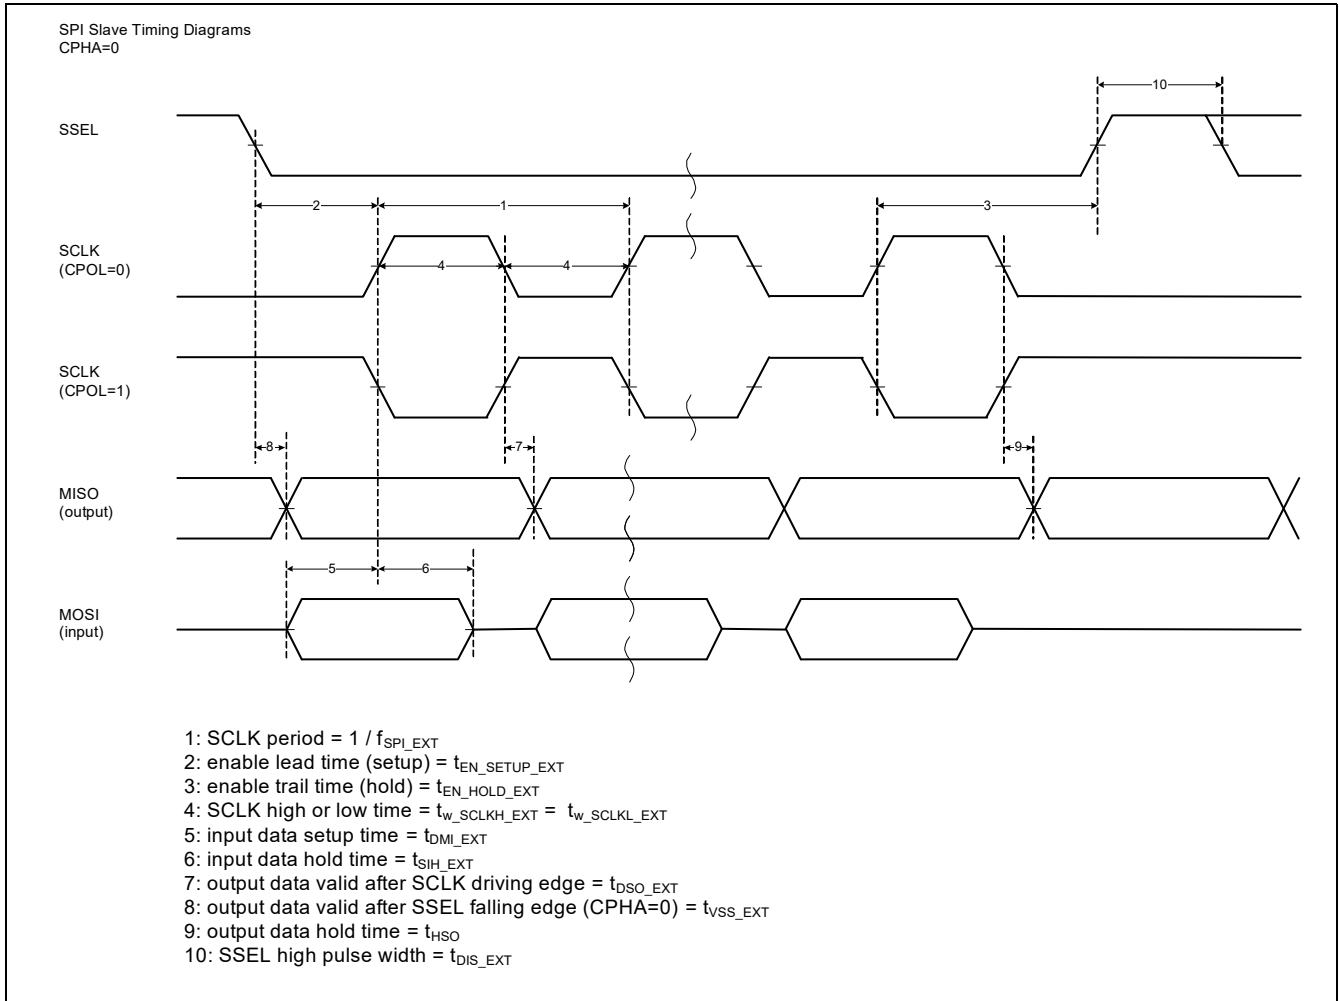 SPI Slave Timing Diagrams
CPHA=0
10
SSEL
2
1
3
SCLK
(CPOL=0)
4
4
SCLK
(CPOL=1)
8
7
9
MISO
(output)
5
6
MOSI
(input)
1: SCLK period = 1 / fSPI_EXT
2: enable lead time (setup) = tEN_SETUP_EXT
3: enable trail time (hold) = tEN_HOLD_EXT
4: SCLK high or low time = tw_SCLKH_EXT = tw_SCLKL_EXT
5: input data setup time = tDMI_EXT
6: input data hold time = tSIH_EXT
7: output data valid after SCLK driving edge = tDSO_EXT
8: output data valid after SSEL falling edge (CPHA=0) = tVSS_EXT
9: output data hold time = tHSO
10: SSEL high pulse width = tDIS_EXT